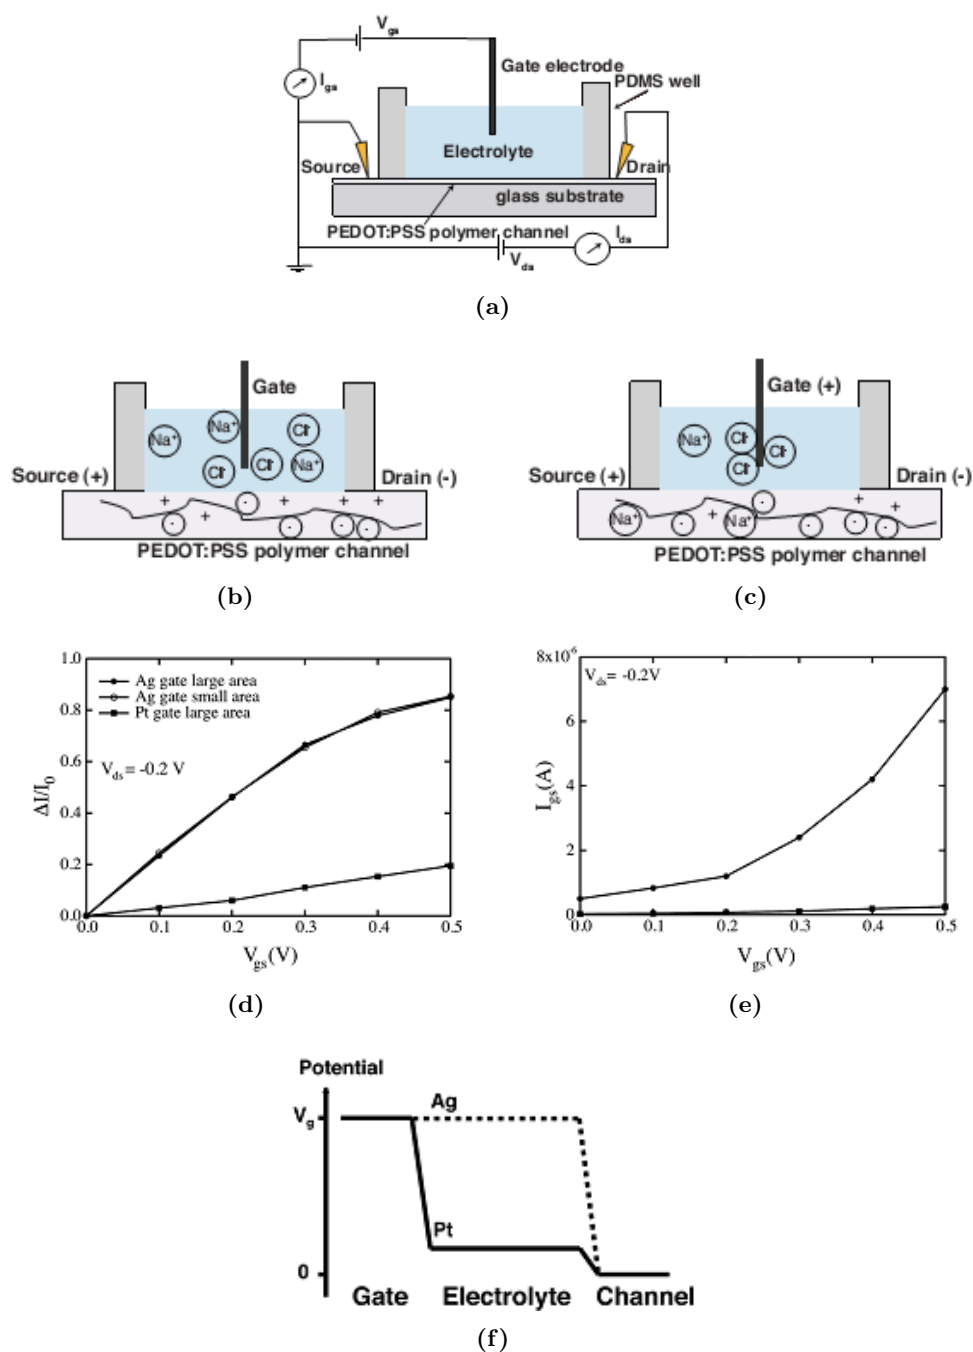 V_gs
I_gs
Gate electrode
PDMS well
Electrolyte
Source
Drain
glass substrate
PEDOT:PSS polymer channel
I_ds
V_ds
(a)
Gate
Na⁺
Na⁺
Cl⁻
Cl⁻
Cl⁻
Na⁺
Source (+)
Drain (-)
+ + + + +
+
- - - - -
PEDOT:PSS polymer channel
(b)
Gate (+)
Na⁺
Cl⁻
Cl⁻
Cl⁻
Source (+)
Drain (-)
+
+ +
Na⁺
Na⁺
- - - - -
PEDOT:PSS polymer channel
(c)
1.0
Ag gate large area
Ag gate small area
Pt gate large area
0.8
V_ds = -0.2 V
0.6
ΔI/I_0
0.4
0.2
0.0
0.0 0.1 0.2 0.3 0.4 0.5
V_gs(V)
(d)
8x10⁻⁶
V_ds = -0.2V
6
I_gs(A)
4
2
0
0.0 0.1 0.2 0.3 0.4 0.5
V_gs(V)
(e)
Potential
V_g
Ag
Pt
0
Gate Electrolyte Channel
(f)